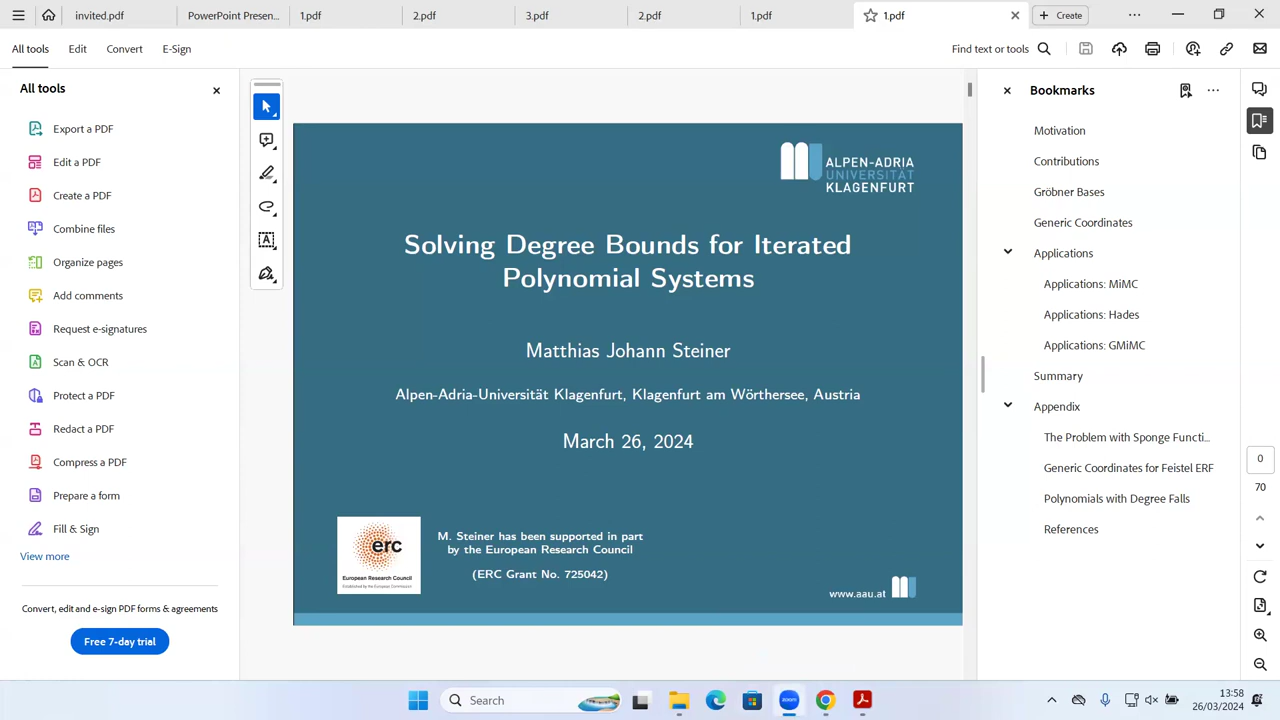 invited.pdf
PowerPoint Presen...
1.pdf
2.pdf
3.pdf
2.pdf
1.pdf
1.pdf
Create
All tools
Edit
Convert
E-Sign
Find text or tools
All tools
Export a PDF
Edit a PDF
Create a PDF
Combine files
Organize pages
Add comments
Request e-signatures
Scan & OCR
Protect a PDF
Redact a PDF
Compress a PDF
Prepare a form
Fill & Sign
View more
Convert, edit and e-sign PDF forms & agreements
Free 7-day trial
ALPEN-ADRIA
UNIVERSITÄT
KLAGENFURT
Solving Degree Bounds for Iterated
Polynomial Systems
Matthias Johann Steiner
Alpen-Adria-Universität Klagenfurt, Klagenfurt am Wörthersee, Austria
March 26, 2024
erc
European Research Council
Established by the European Commission
M. Steiner has been supported in part
by the European Research Council
(ERC Grant No. 725042)
www.aau.at
Bookmarks
Motivation
Contributions
Gröbner Bases
Generic Coordinates
Applications
Applications: MiMC
Applications: Hades
Applications: GMiMC
Summary
Appendix
The Problem with Sponge Functi...
Generic Coordinates for Feistel ERF
Polynomials with Degree Falls
References
0
70
Search
13:58
26/03/2024